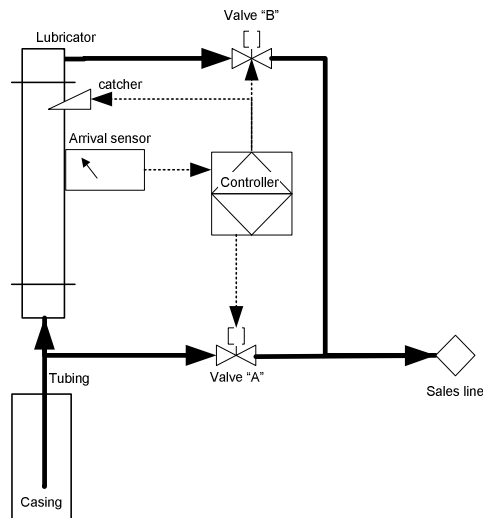 Valve “B”
Lubricator
catcher
Arrival sensor
Controller
Tubing
Valve “A”
Sales line
Casing